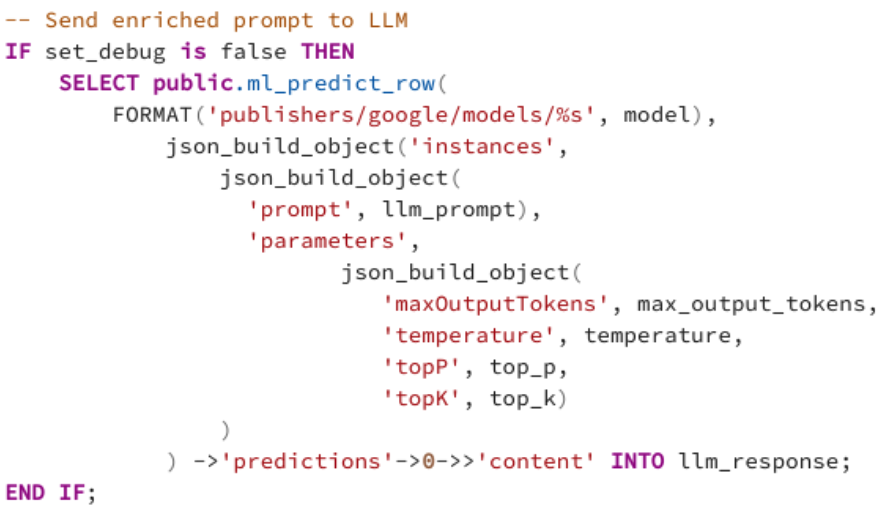 -- Send enriched prompt to LLM
IF set_debug is false THEN
    SELECT public.ml_predict_row(
        FORMAT('publishers/google/models/%s', model),
            json_build_object('instances',
                json_build_object(
                  'prompt', llm_prompt),
                  'parameters',
                         json_build_object(
                            'maxOutputTokens', max_output_tokens,
                            'temperature', temperature,
                            'topP', top_p,
                            'topK', top_k)
                )
            ) ->'predictions'->0->>'content' INTO llm_response;
END IF;